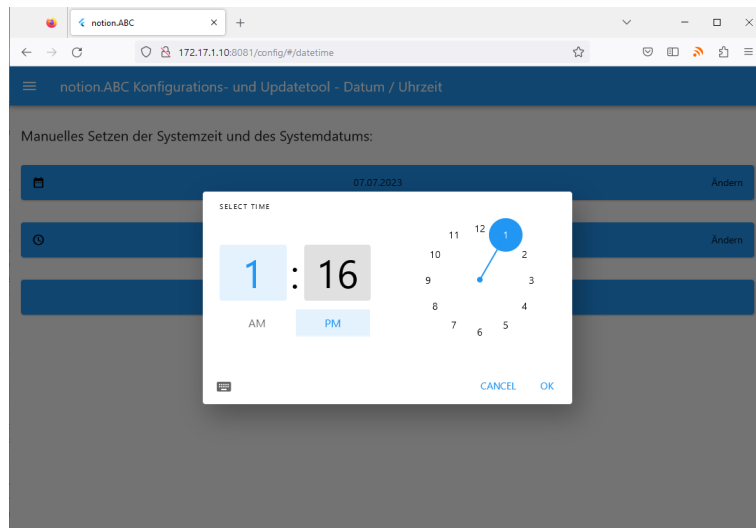 notion.ABC
172.17.1.10:8081/config/#/datetime
notion.ABC Konfigurations- und Updatetool - Datum / Uhrzeit
Manuelles Setzen der Systemzeit und des Systemdatums:
07.07.2023 Ändern
SELECT TIME
Ändern
1 : 16
AM PM
12
1
2
3
4
5
6
7
8
9
10
11
CANCEL OK